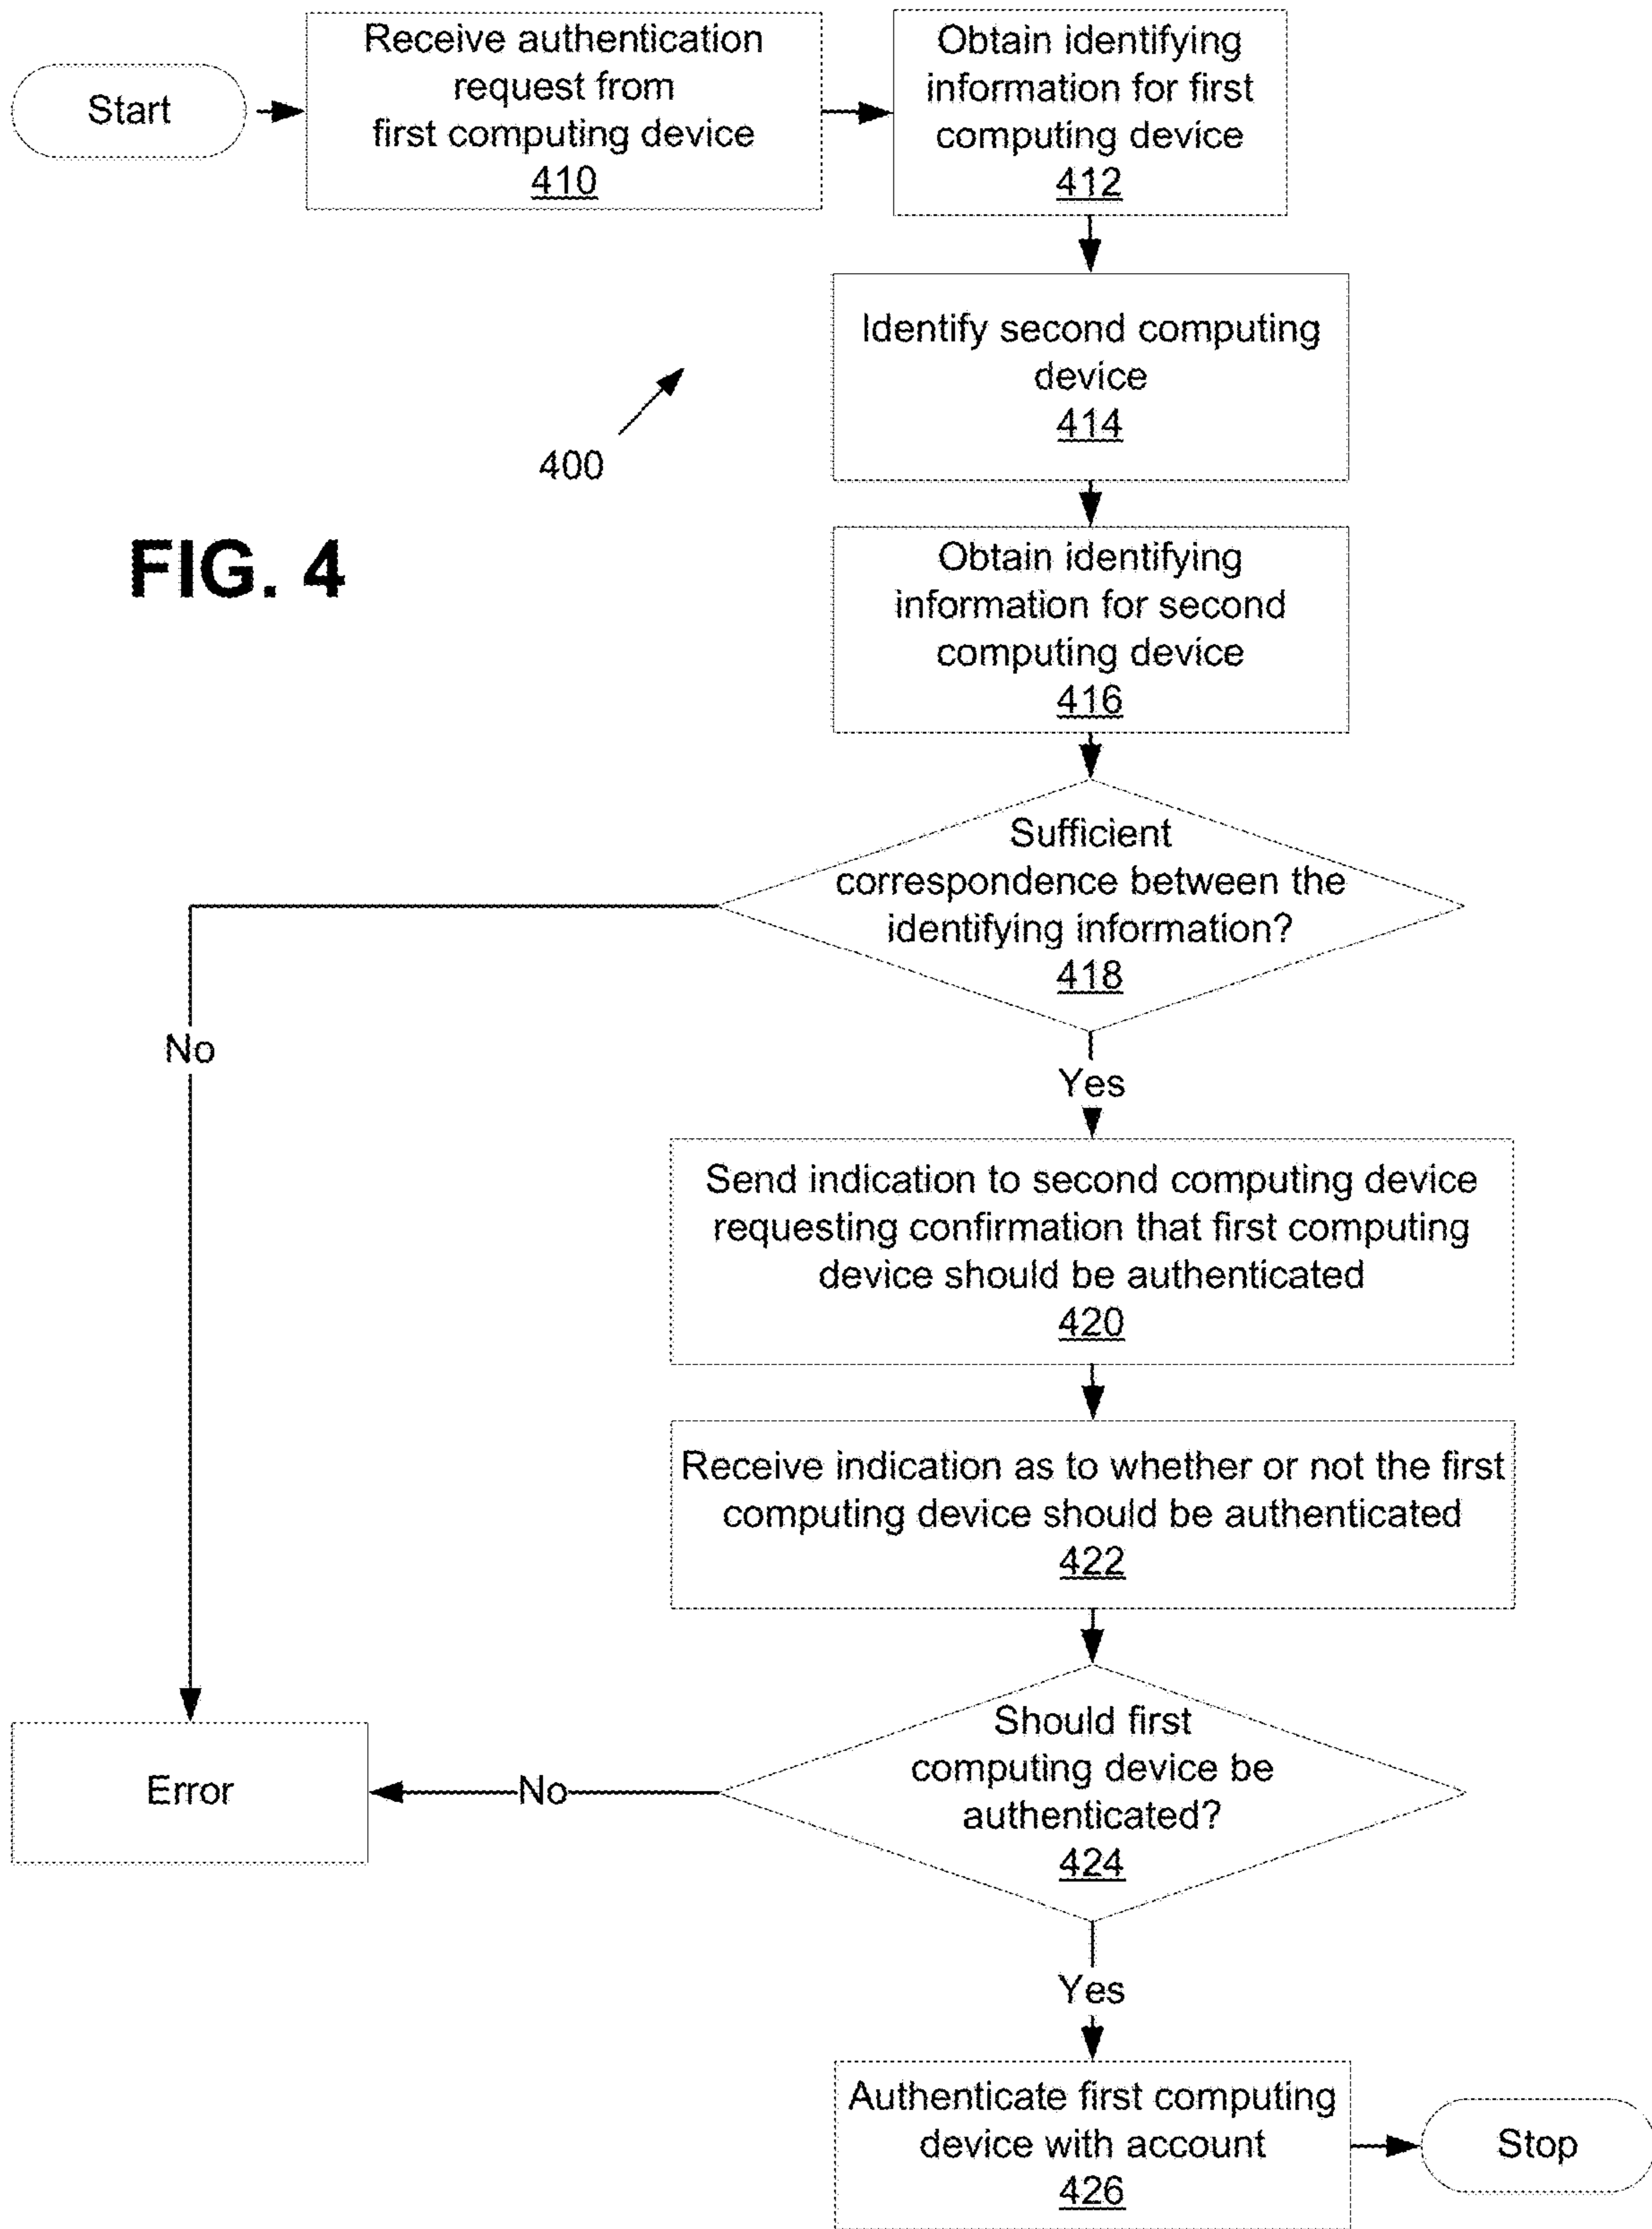 Start
Receive authentication
request from
first computing device
410
Obtain identifying
information for first
computing device
412
Identify second computing
device
414
400
FIG. 4
Obtain identifying
information for second
computing device
416
Sufficient
correspondence between the
identifying information?
418
No
Yes
Send indication to second computing device
requesting confirmation that first computing
device should be authenticated
420
Receive indication as to whether or not the first
computing device should be authenticated
422
Should first
computing device be
authenticated?
424
No
Error
Yes
Authenticate first computing
device with account
426
Stop